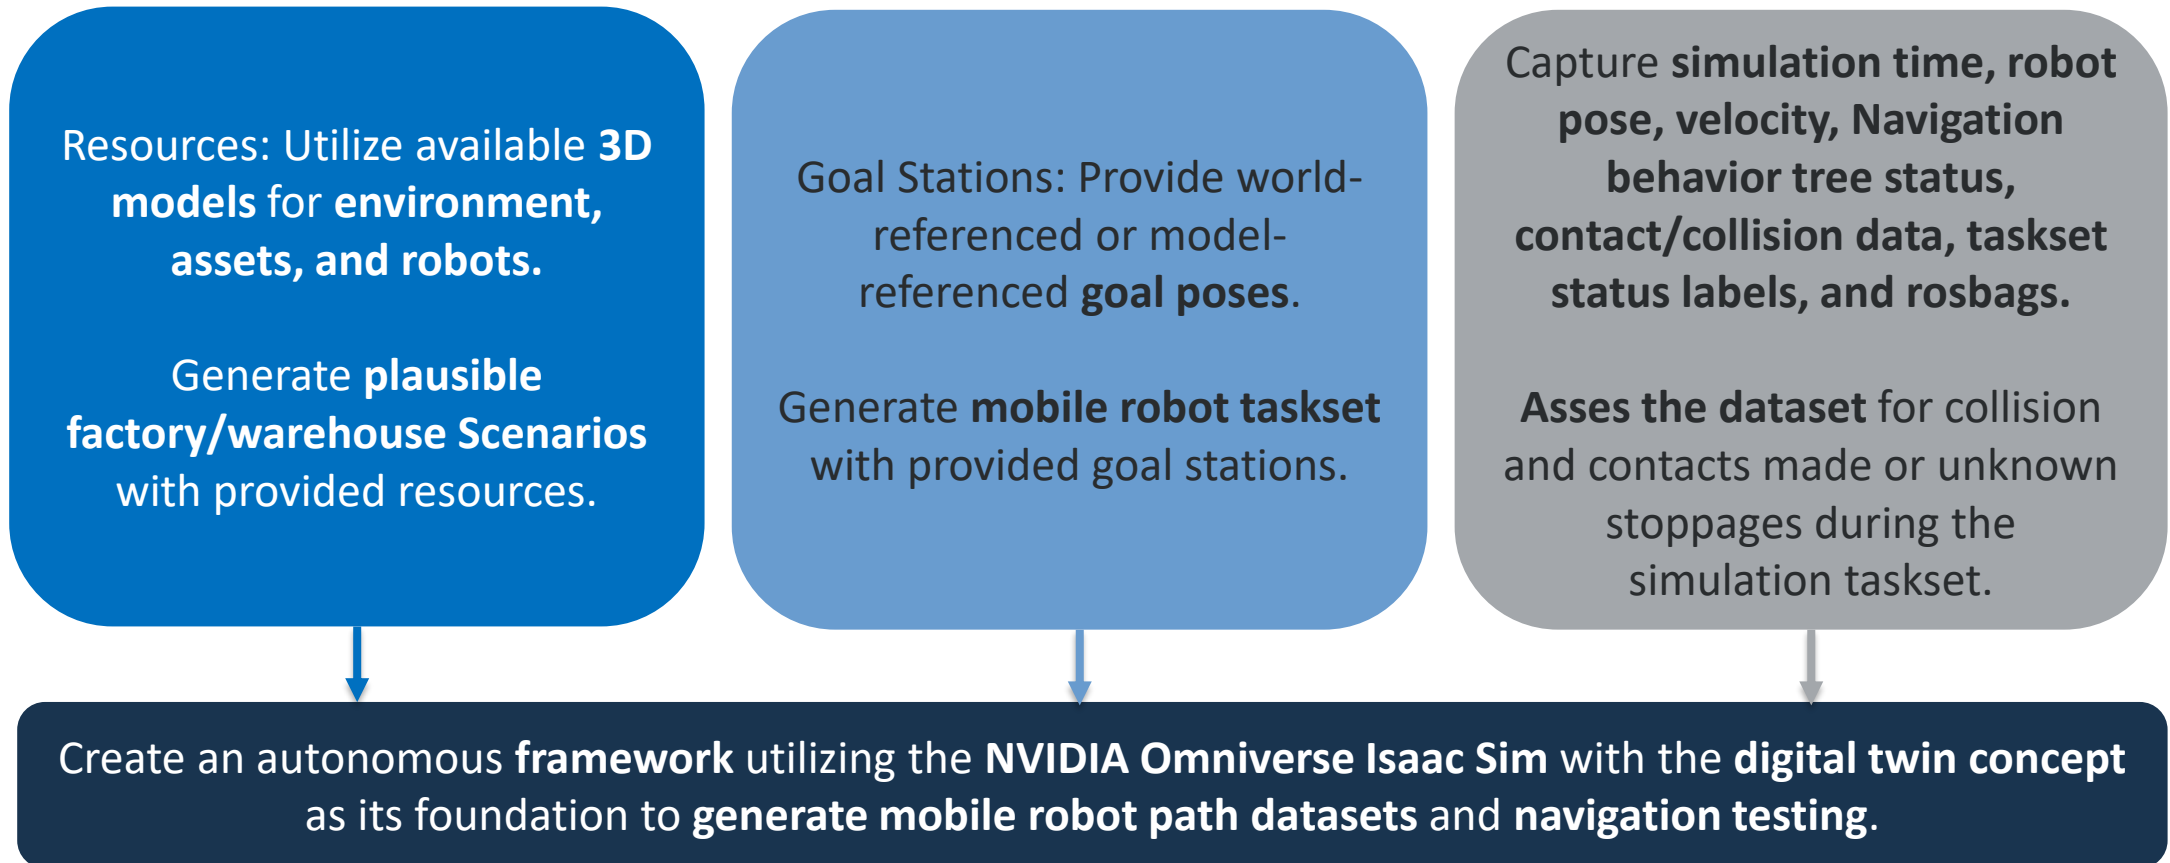 Resources: Utilize available 3D
models for environment,
assets, and robots.
Generate plausible
factory/warehouse Scenarios
with provided resources.
Goal Stations: Provide world-
referenced or model-
referenced goal poses.
Generate mobile robot taskset
with provided goal stations.
Capture simulation time, robot
pose, velocity, Navigation
behavior tree status,
contact/collision data, taskset
status labels, and rosbags.
Asses the dataset for collision
and contacts made or unknown
stoppages during the
simulation taskset.
Create an autonomous framework utilizing the NVIDIA Omniverse Isaac Sim with the digital twin concept
as its foundation to generate mobile robot path datasets and navigation testing.